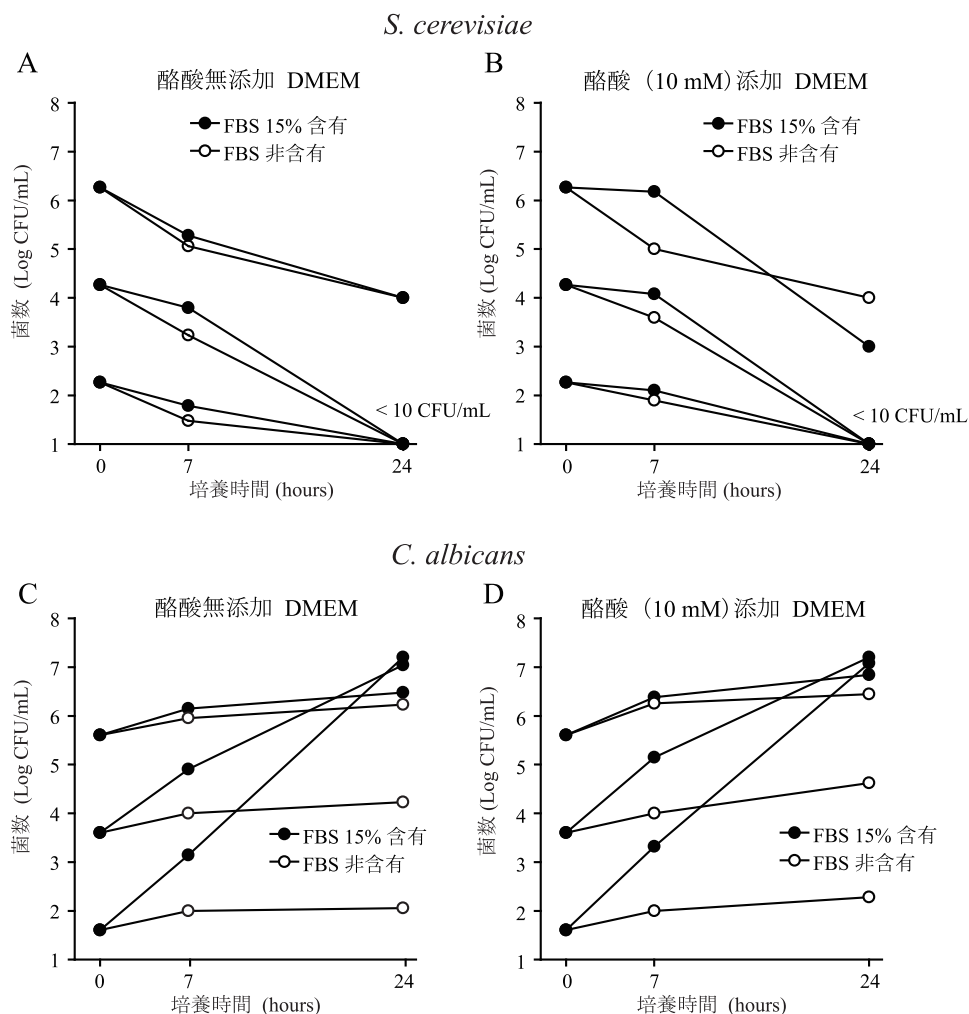 S. cerevisiae
A
酪酸無添加 DMEM
FBS 15% 含有
FBS 非含有
菌数 (Log CFU/mL)
8
7
6
5
4
3
2
1
< 10 CFU/mL
0 7 24
培養時間 (hours)
B
酪酸 (10 mM) 添加 DMEM
FBS 15% 含有
FBS 非含有
菌数 (Log CFU/mL)
8
7
6
5
4
3
2
1
< 10 CFU/mL
0 7 24
培養時間 (hours)
C. albicans
C
酪酸無添加 DMEM
菌数 (Log CFU/mL)
8
7
6
5
4
3
2
1
FBS 15% 含有
FBS 非含有
0 7 24
培養時間 (hours)
D
酪酸 (10 mM) 添加 DMEM
菌数 (Log CFU/mL)
8
7
6
5
4
3
2
1
FBS 15% 含有
FBS 非含有
0 7 24
培養時間 (hours)